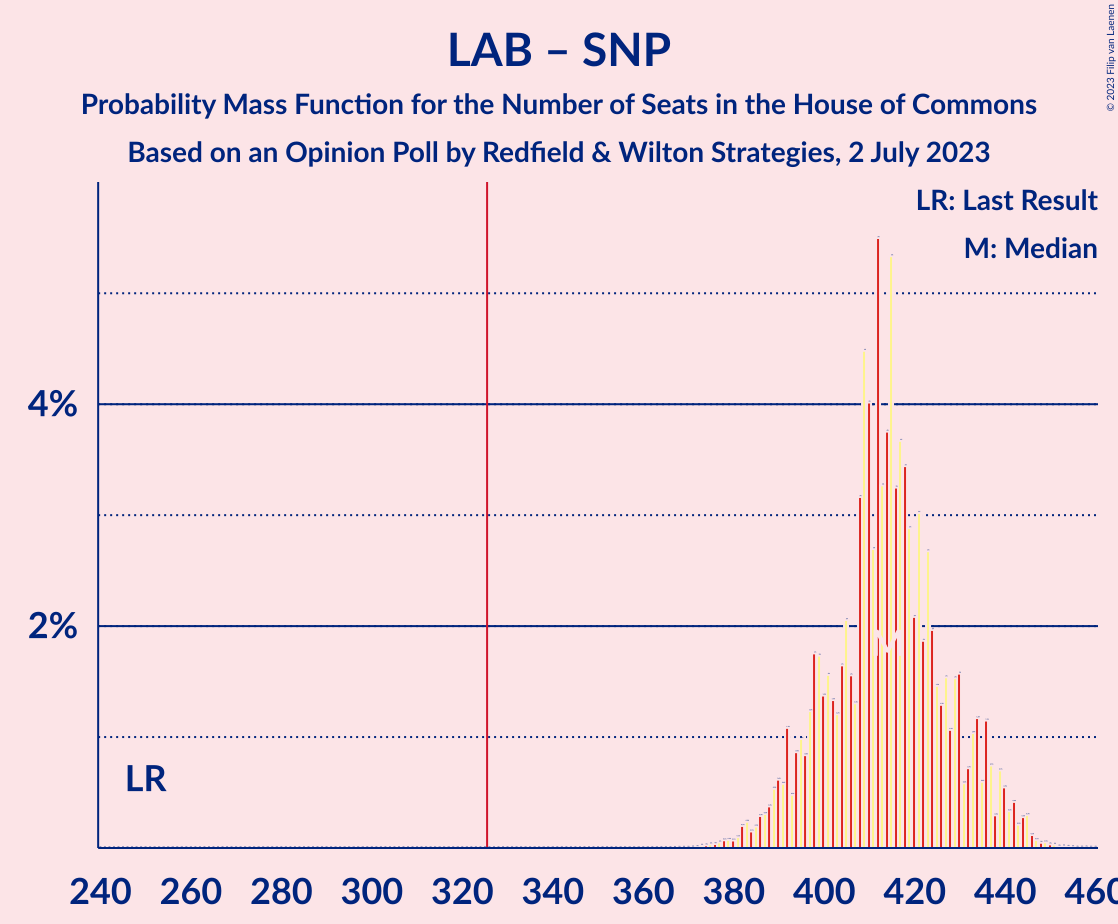 LAB – SNP
Probability Mass Function for the Number of Seats in the House of Commons
Based on an Opinion Poll by Redfield & Wilton Strategies, 2 July 2023
© 2023 Filip van Laenen
LR: Last Result
M: Median
4%
2%
LR
M
240 260 280 300 320 340 360 380 400 420 440 460